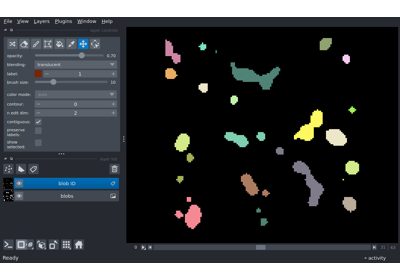 File View Layers Plugins Window Help
layer controls
opacity: 0.70
blending: translucent
label: 1
brush size: 10
color mode:
contour: 0
n edit dim: 2
contiguous:
preserve labels:
show selected:
layer list
blob ID
blobs
0
Ready
activity